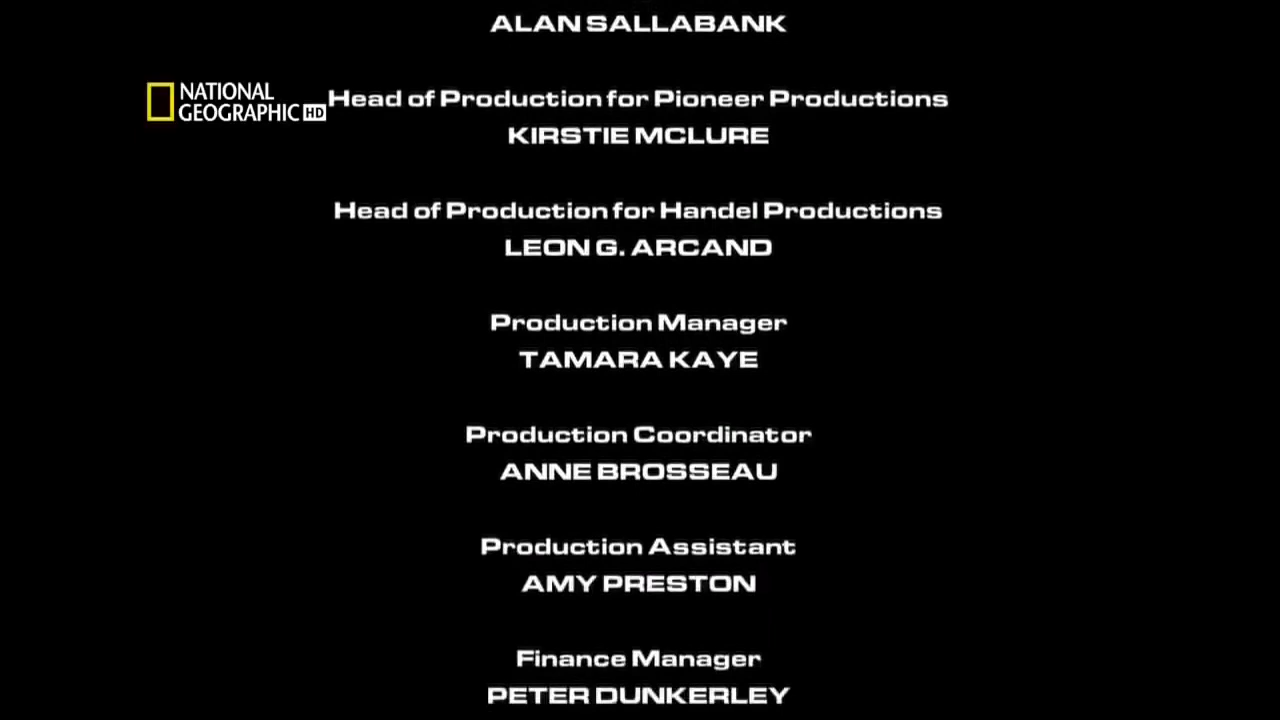 ALAN SALLABANK
NATIONAL
GEOGRAPHIC HD
Head of Production for Pioneer Productions
KIRSTIE MCLURE
Head of Production for Handel Productions
LEON G. ARCAND
Production Manager
TAMARA KAYE
Production Coordinator
ANNE BROSSEAU
Production Assistant
AMY PRESTON
Finance Manager
PETER DUNKERLEY